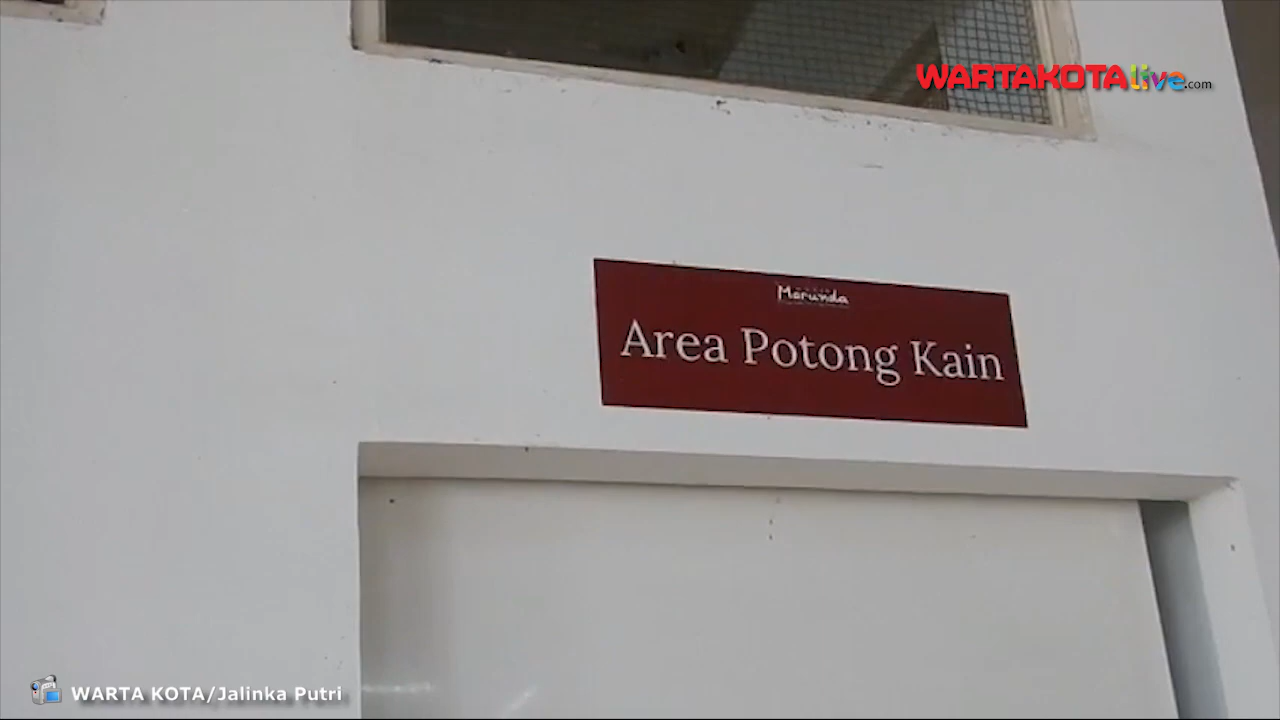 WARTAKOTAlive.com
Marunda
Area Potong Kain
WARTA KOTA/Jalinka Putri